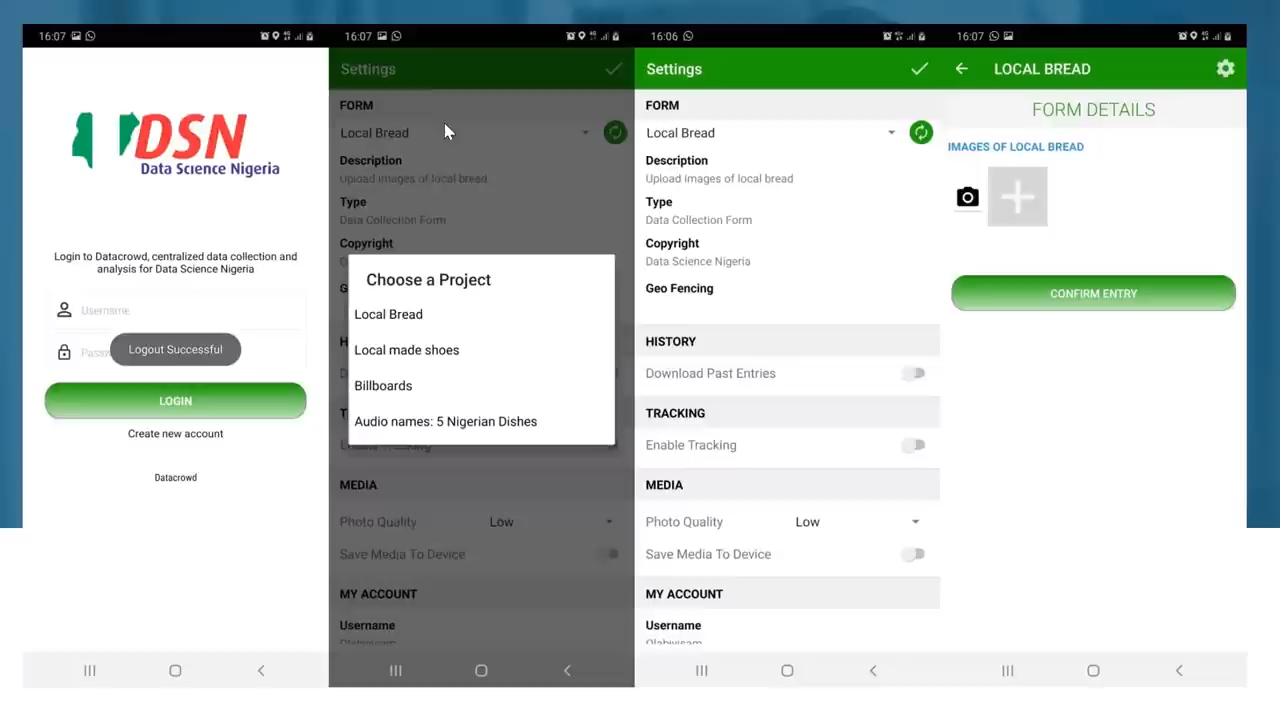 16:07
DSN
Data Science Nigeria
Login to Datacrowd, centralized data collection and
analysis for Data Science Nigeria
Username
Passw
Logout Successful
LOGIN
Create new account
Datacrowd
16:07
Settings
FORM
Local Bread
Description
Upload images of local bread
Type
Data Collection Form
Copyright
Choose a Project
Local Bread
Local made shoes
Billboards
Audio names: 5 Nigerian Dishes
Enable Tracking
MEDIA
Photo Quality Low
Save Media To Device
MY ACCOUNT
Username
16:06
Settings
FORM
Local Bread
Description
Upload images of local bread
Type
Data Collection Form
Copyright
Data Science Nigeria
Geo Fencing
HISTORY
Download Past Entries
TRACKING
Enable Tracking
MEDIA
Photo Quality Low
Save Media To Device
MY ACCOUNT
Username
16:07
LOCAL BREAD
FORM DETAILS
IMAGES OF LOCAL BREAD
CONFIRM ENTRY